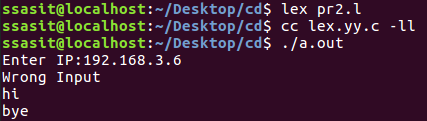 ssasit@localhost:~/Desktop/cd$ lex pr2.l
ssasit@localhost:~/Desktop/cd$ cc lex.yy.c -ll
ssasit@localhost:~/Desktop/cd$ ./a.out
Enter IP:192.168.3.6
Wrong Input
hi
bye